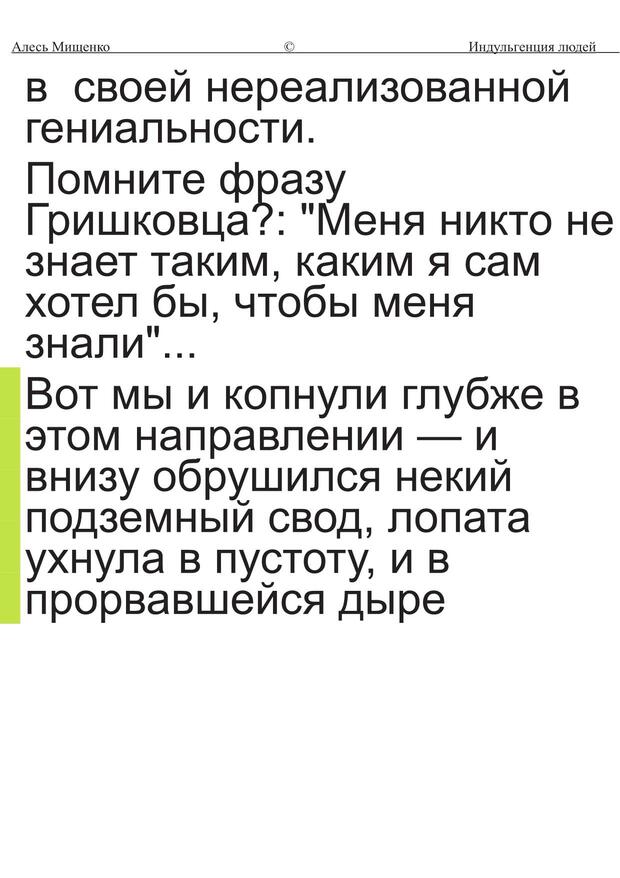 Алесь Мищенко © Индульгенция людей
в  своей нереализованной
гениальности.
Помните фразу
Гришковца?: "Меня никто не
знает таким, каким я сам
хотел бы, чтобы меня
знали"...
Вот мы и копнули глубже в
этом направлении — и
внизу обрушился некий
подземный свод, лопата
ухнула в пустоту, и в
прорвавшейся дыре